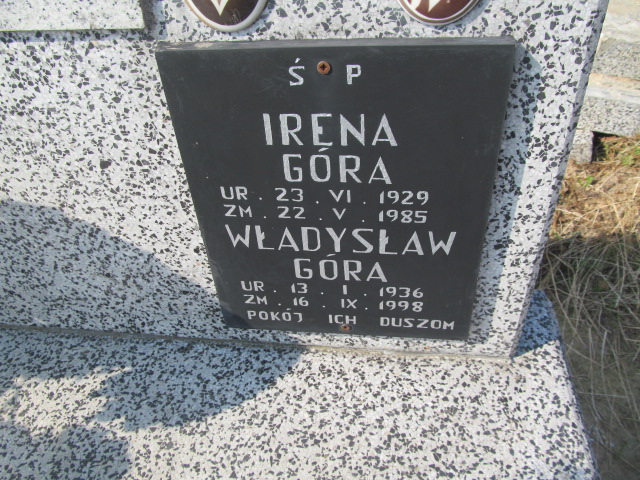 Ś P
IRENA
GÓRA
UR . 23 . VI . 1929
ZM . 22 . V . 1985
WŁADYSŁAW
GÓRA
UR . 13 . I . 1936
ZM . 16 . IX . 1998
POKÓJ ICH DUSZOM